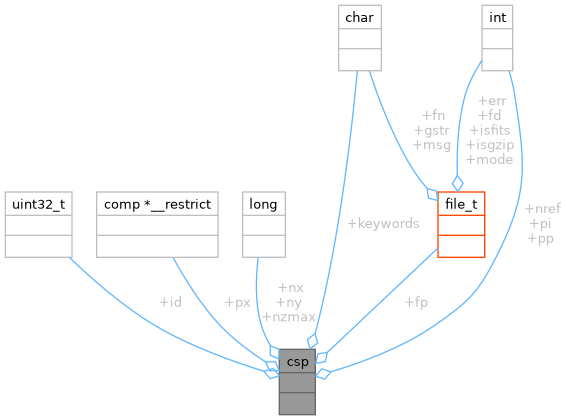 char
int
+fn
+gstr
+msg
+err
+fd
+isfits
+isgzip
+mode
uint32_t
comp *__restrict
long
file_t
+keywords
+nref
+pi
+pp
+id
+px
+nx
+ny
+nzmax
+fp
csp